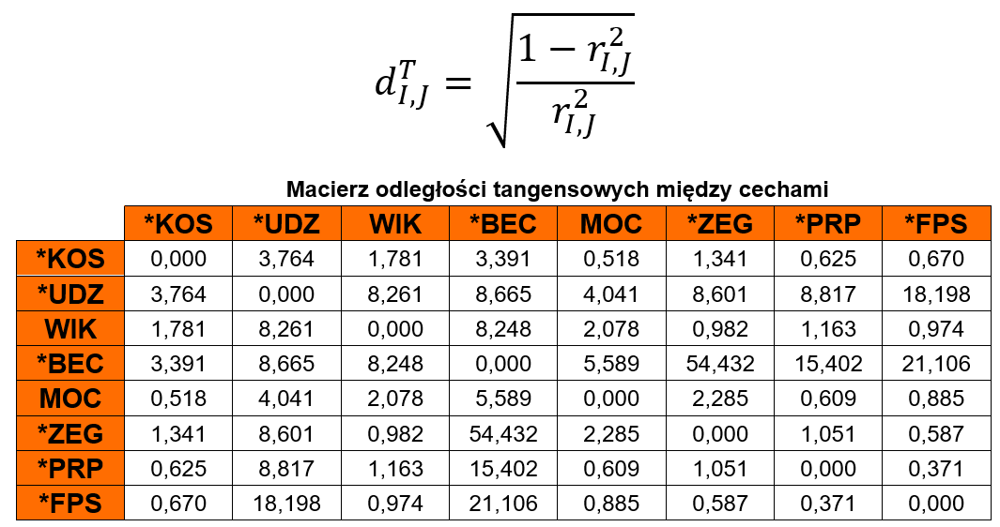 d^T_{I,J} = √((1 − r^2_{I,J}) / r^2_{I,J})
Macierz odległości tangensowych między cechami
*KOS *UDZ WIK *BEC MOC *ZEG *PRP *FPS
*KOS 0,000 3,764 1,781 3,391 0,518 1,341 0,625 0,670
*UDZ 3,764 0,000 8,261 8,665 4,041 8,601 8,817 18,198
WIK 1,781 8,261 0,000 8,248 2,078 0,982 1,163 0,974
*BEC 3,391 8,665 8,248 0,000 5,589 54,432 15,402 21,106
MOC 0,518 4,041 2,078 5,589 0,000 2,285 0,609 0,885
*ZEG 1,341 8,601 0,982 54,432 2,285 0,000 1,051 0,587
*PRP 0,625 8,817 1,163 15,402 0,609 1,051 0,000 0,371
*FPS 0,670 18,198 0,974 21,106 0,885 0,587 0,371 0,000